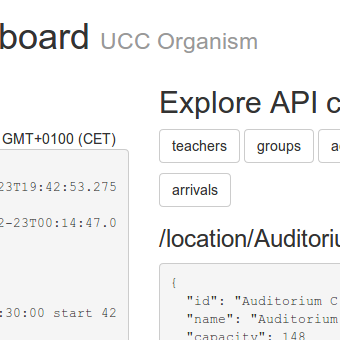 board UCC Organism
Explore API c
GMT+0100 (CET)
teachers groups a
23T19:42:53.275
arrivals
2-23T00:14:47.0
/location/Auditori
{
"id": "Auditorium C
:30:00 start 42
"name": "Auditorium
"capacity": 148